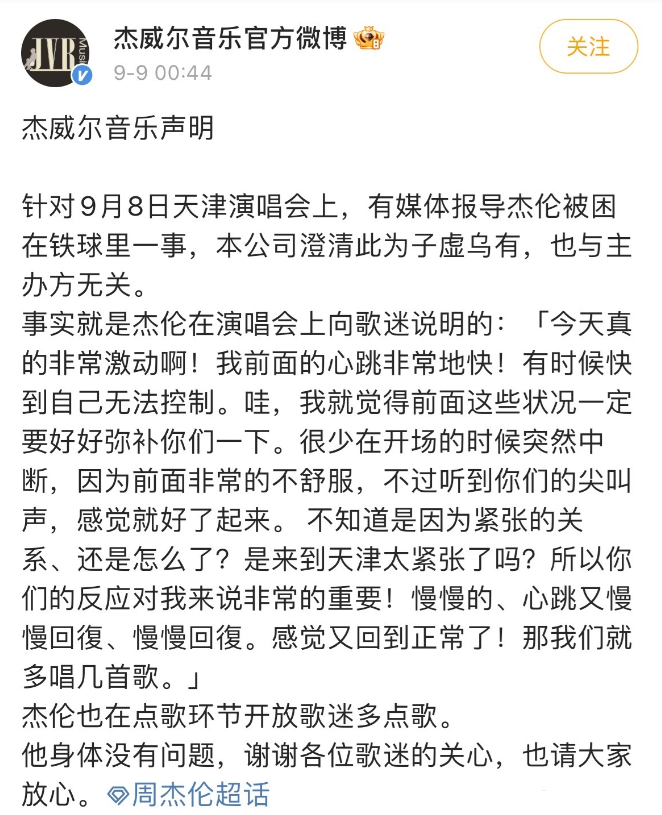 JVR Music
杰威尔音乐官方微博
9-9 00:44
关注
杰威尔音乐声明
针对9月8日天津演唱会上，有媒体报导杰伦被困
在铁球里一事，本公司澄清此为子虚乌有，也与主
办方无关。
事实就是杰伦在演唱会上向歌迷说明的：「今天真
的非常激动啊！我前面的心跳非常地快！有时候快
到自己无法控制。哇，我就觉得前面这些状况一定
要好好弥补你们一下。很少在开场的时候突然中
断，因为前面非常的不舒服，不过听到你们的尖叫
声，感觉就好了起来。 不知道是因为紧张的关
系、还是怎么了？是来到天津太紧张了吗？所以你
们的反应对我来说非常的重要！慢慢的、心跳又慢
慢回復、慢慢回復。感觉又回到正常了！那我们就
多唱几首歌。」
杰伦也在点歌环节开放歌迷多点歌。
他身体没有问题，谢谢各位歌迷的关心，也请大家
放心。周杰伦超话